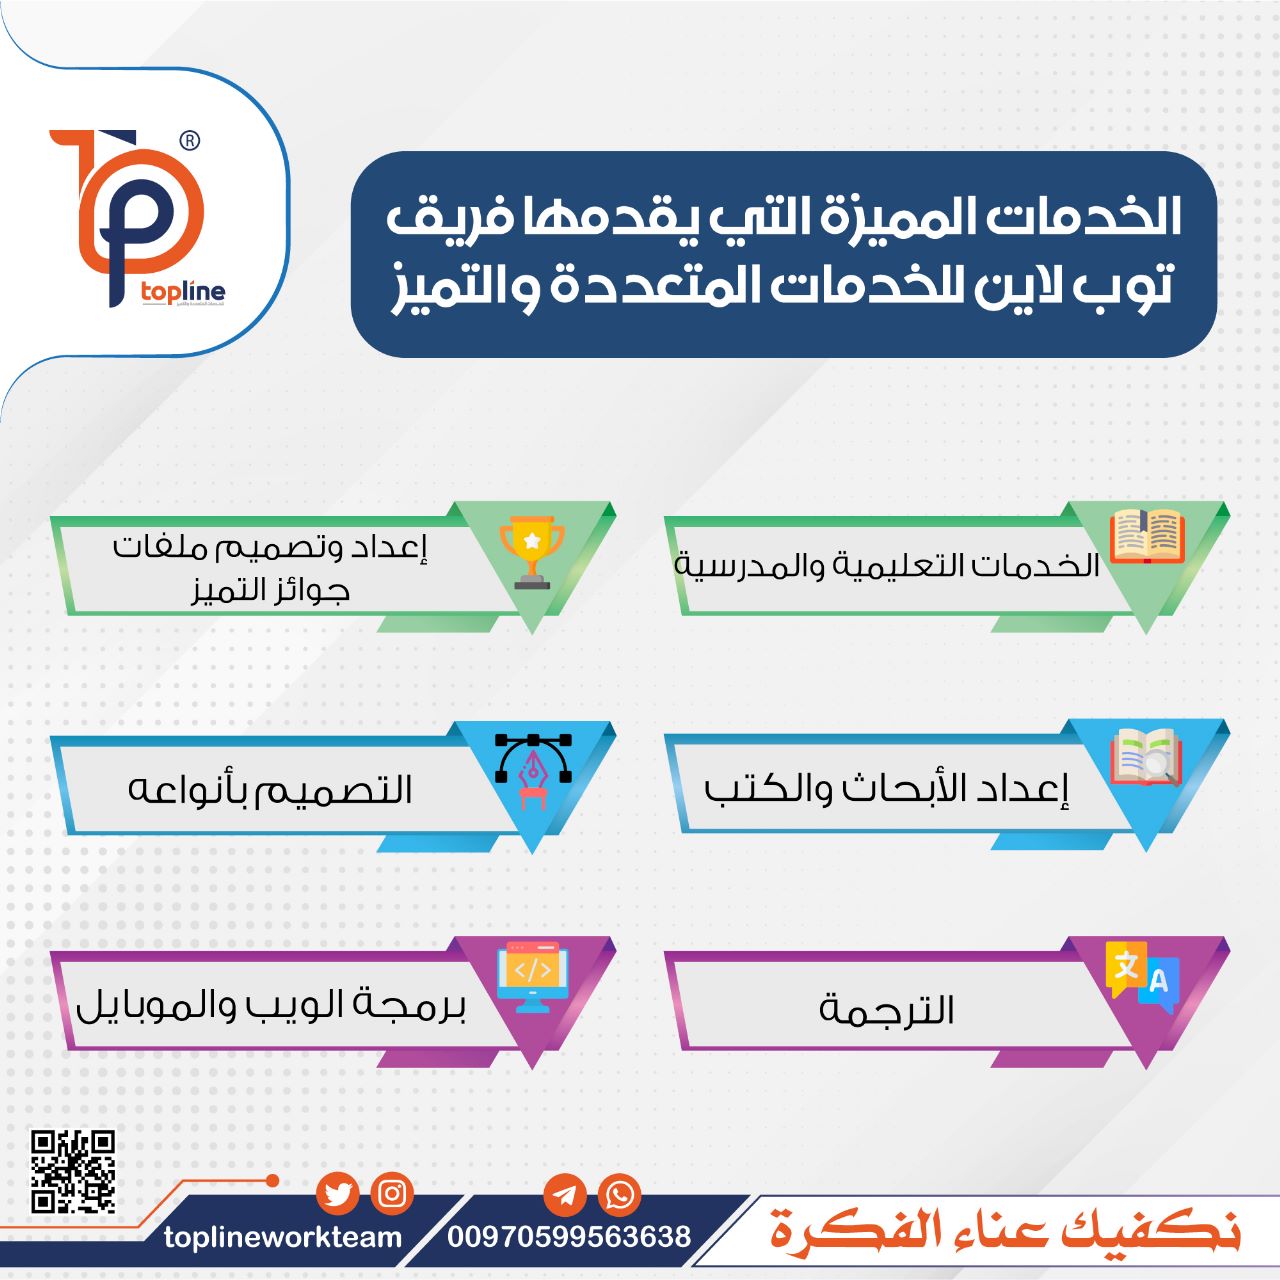 ®
topline
الخدمات المميزة التي يقدمها فريق
توب لاين للخدمات المتعددة والتميز
الخدمات التعليمية والمدرسية
إعداد وتصميم ملفات
جوائز التميز
إعداد الأبحاث والكتب
التصميم بأنواعه
文 A
الترجمة
</>
برمجة الويب والموبايل
نكفيك عناء الفكرة
00970599563638
toplineworkteam